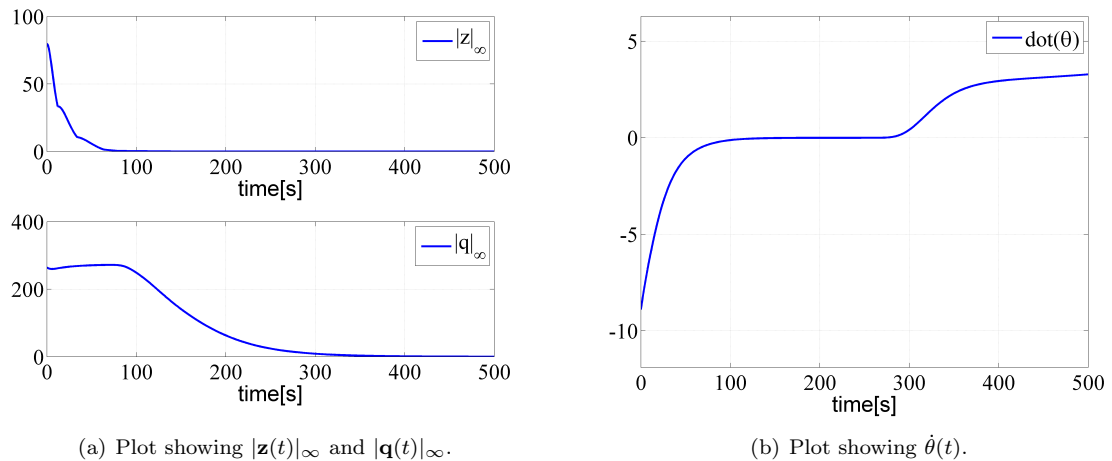 100
50
0
|z|∞
0 100 200 300 400 500
time[s]
400
200
0
|q|∞
0 100 200 300 400 500
time[s]
(a) Plot showing |z(t)|∞ and |q(t)|∞.
5
0
-5
-10
dot(θ)
0 100 200 300 400 500
time[s]
(b) Plot showing θ̇(t).